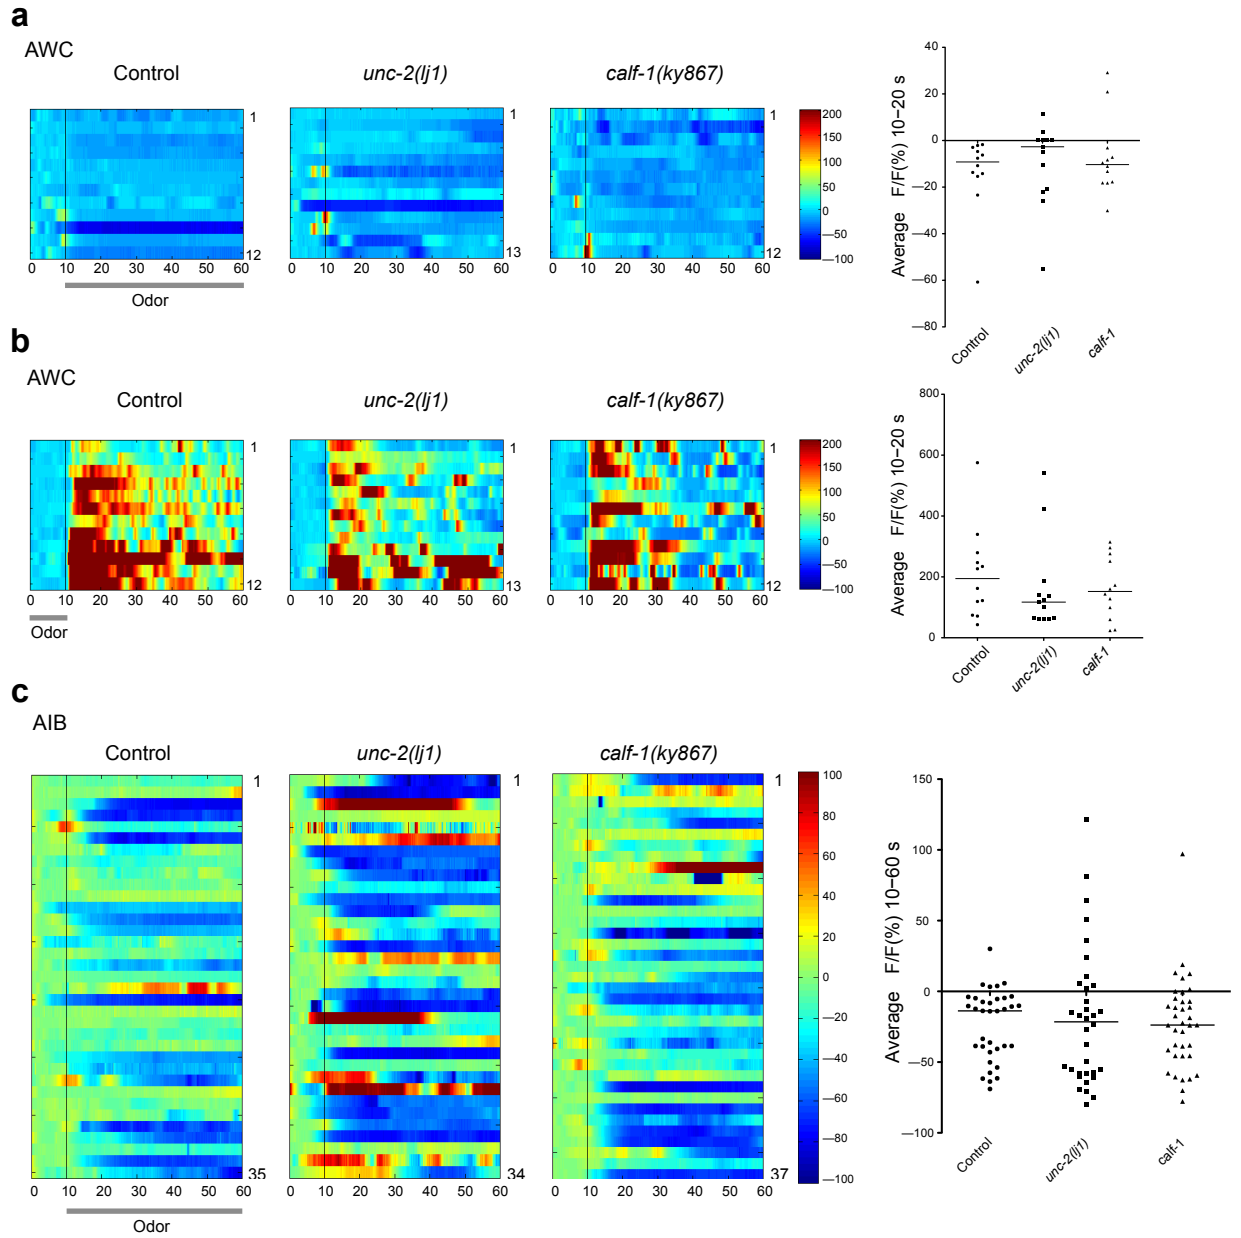 a
AWC
Control unc-2(lj1) calf-1(ky867)
1 1 1
12 13 12
0 10 20 30 40 50 60
0 10 20 30 40 50 60
0 10 20 30 40 50 60
Odor
200
150
100
50
0
—50
—100
Average F/F(%) 10−20 s
40
20
0
—20
—40
—60
—80
Control unc-2(lj1) calf-1
b
AWC
Control unc-2(lj1) calf-1(ky867)
1 1 1
12 13 12
0 10 20 30 40 50 60
0 10 20 30 40 50 60
0 10 20 30 40 50 60
Odor
200
150
100
50
0
—50
—100
Average F/F(%) 10−20 s
800
600
400
200
0
Control unc-2(lj1) calf-1
c
AIB
Control unc-2(lj1) calf-1(ky867)
1 1 1
35 34 37
0 10 20 30 40 50 60
0 10 20 30 40 50 60
0 10 20 30 40 50 60
Odor
100
80
60
40
20
0
—20
—40
—60
—80
—100
Average F/F(%) 10−60 s
150
100
50
0
—50
—100
Control unc-2(lj1) calf-1